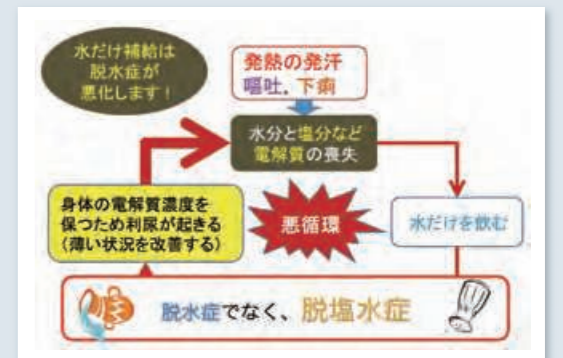 水だけ補給は
脱水症が
悪化します！
発熱の発汗
嘔吐．下痢
水分と塩分など
電解質の喪失
身体の電解質濃度を
保つため利尿が起きる
（薄い状況を改善する）
悪循環
水だけを飲む
脱水症でなく、脱塩水症